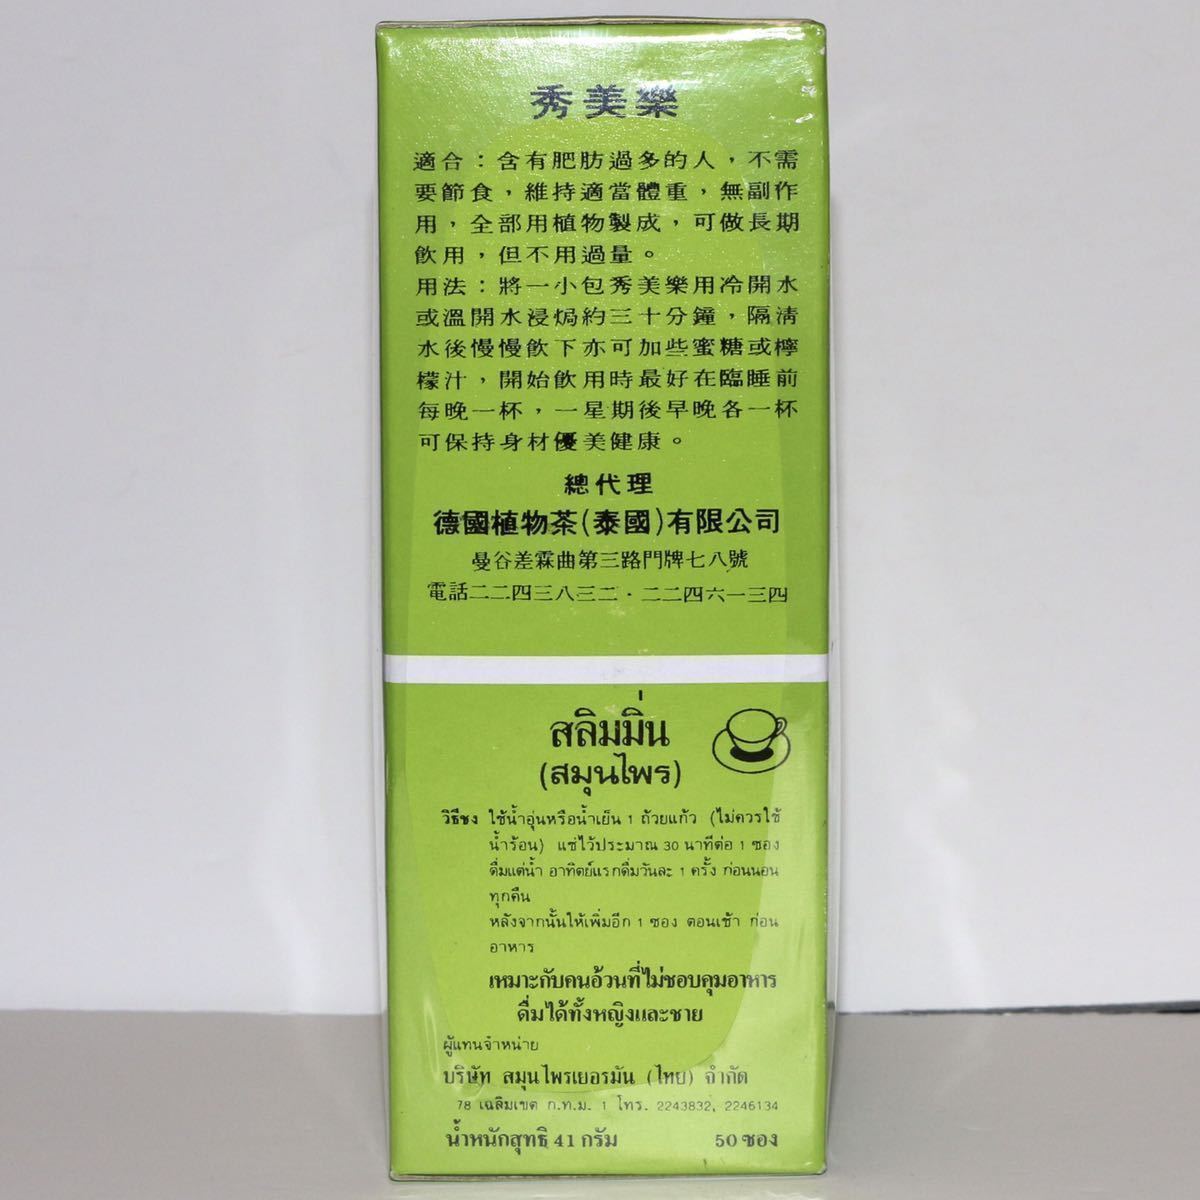 秀美樂
適合：含有肥肪過多的人，不需
要節食，維持適當體重，無副作
用，全部用植物製成，可做長期
飲用，但不用過量。
用法：將一小包秀美樂用冷開水
或溫開水浸焗約三十分鐘，隔清
水後慢慢飲下亦可加些蜜糖或檸
檬汁，開始飲用時最好在臨睡前
每晚一杯，一星期後早晚各一杯
可保持身材優美健康。
總代理
德國植物茶(泰國)有限公司
曼谷差霖曲第三路門牌七八號
電話二二四三八三二．二二四六一三四
สลิมมิ่น
(สมุนไพร)
วิธีชง ใช้น้ำอุ่นหรือน้ำเย็น 1 ถ้วยแก้ว (ไม่ควรใช้
น้ำร้อน) แช่ไว้ประมาณ 30 นาทีต่อ 1 ซอง
ดื่มแต่น้ำ อาทิตย์แรกดื่มวันละ 1 ครั้ง ก่อนนอน
ทุกคืน
หลังจากนั้นให้เพิ่มอีก 1 ซอง ตอนเช้า ก่อน
อาหาร
เหมาะกับคนอ้วนที่ไม่ชอบคุมอาหาร
ดื่มได้ทั้งหญิงและชาย
ผู้แทนจำหน่าย
บริษัท สมุนไพรเยอรมัน (ไทย) จำกัด
78 เฉลิมเขต ก.ท.ม. 1 โทร. 2243832, 2246134
น้ำหนักสุทธิ 41 กรัม 50 ซอง